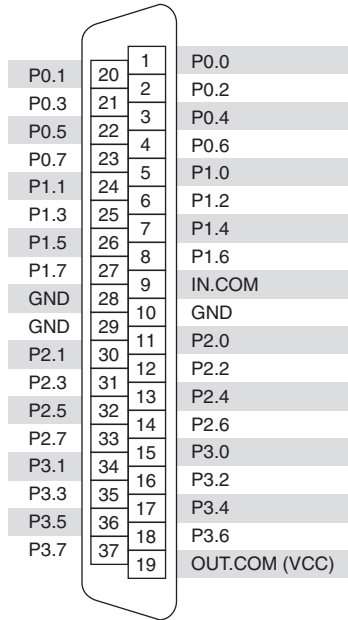 1 P0.0
P0.1 20
2 P0.2
P0.3 21
3 P0.4
P0.5 22
4 P0.6
P0.7 23
5 P1.0
P1.1 24
6 P1.2
P1.3 25
7 P1.4
P1.5 26
8 P1.6
P1.7 27
9 IN.COM
GND 28
10 GND
GND 29
11 P2.0
P2.1 30
12 P2.2
P2.3 31
13 P2.4
P2.5 32
14 P2.6
P2.7 33
15 P3.0
P3.1 34
16 P3.2
P3.3 35
17 P3.4
P3.5 36
18 P3.6
P3.7 37
19 OUT.COM (VCC)